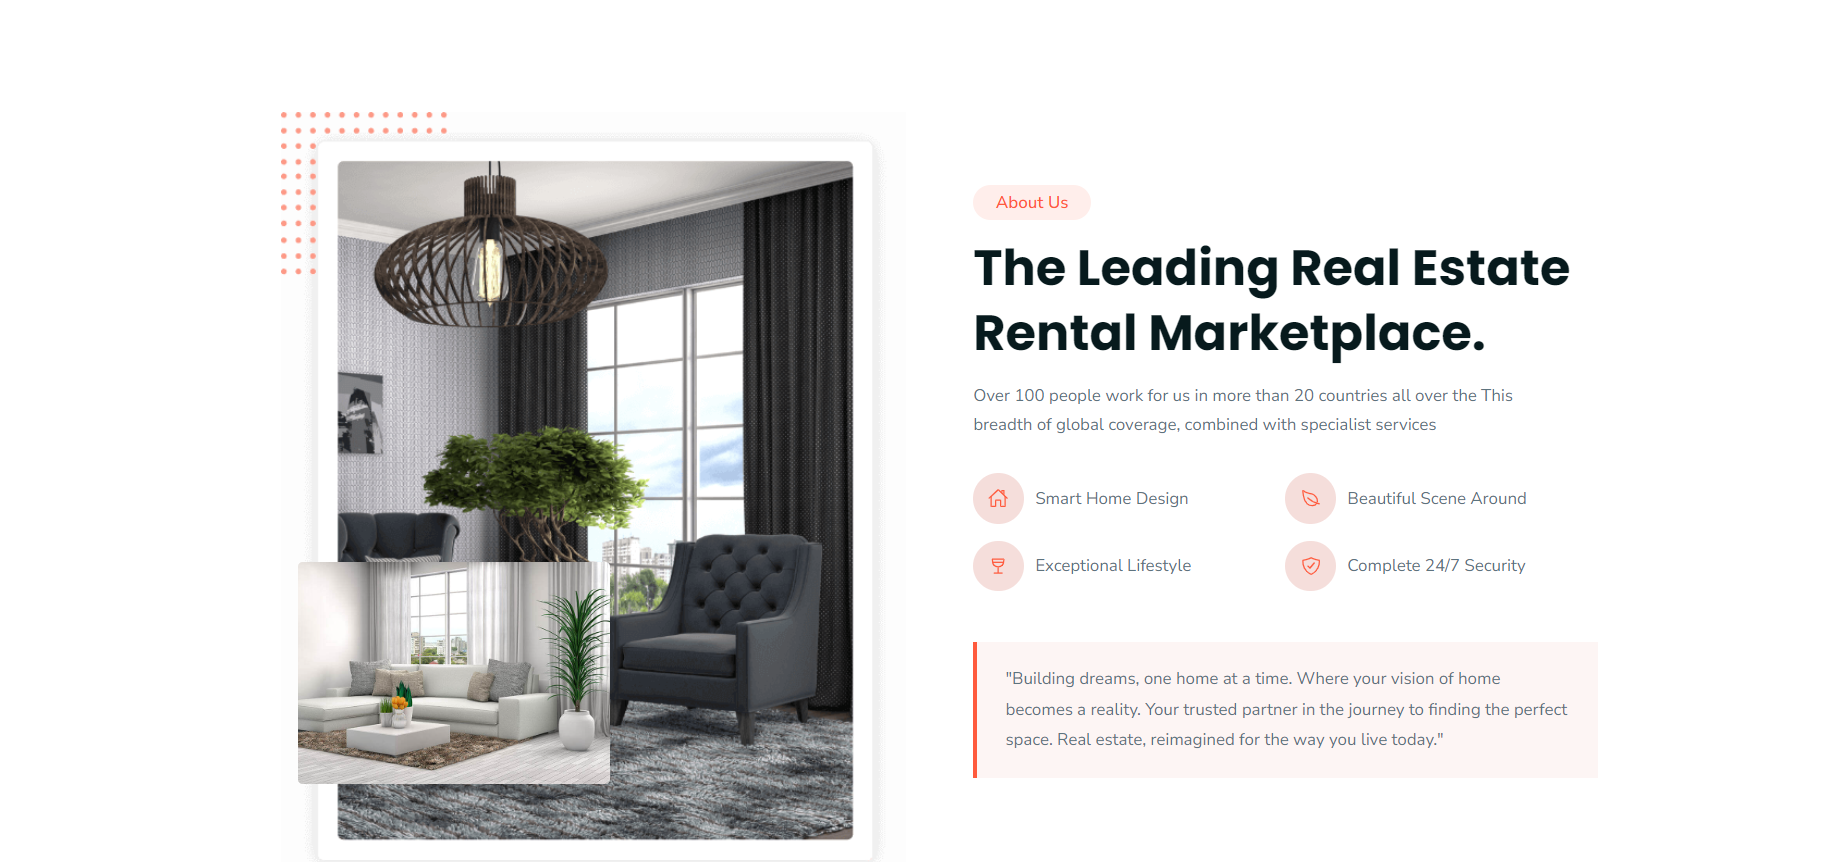 About Us
The Leading Real Estate
Rental Marketplace.
Over 100 people work for us in more than 20 countries all over the This
breadth of global coverage, combined with specialist services
Smart Home Design
Beautiful Scene Around
Exceptional Lifestyle
Complete 24/7 Security
"Building dreams, one home at a time. Where your vision of home
becomes a reality. Your trusted partner in the journey to finding the perfect
space. Real estate, reimagined for the way you live today."